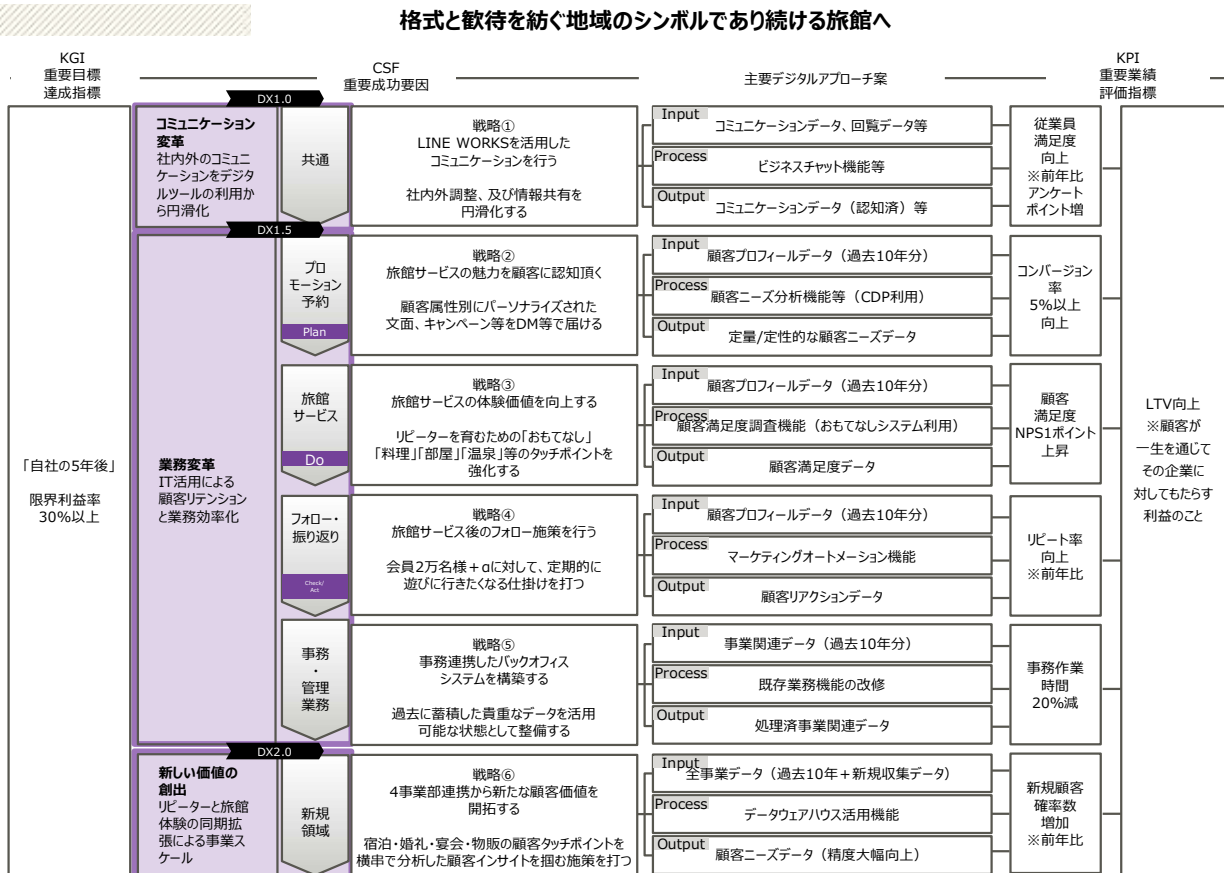 格式と歓待を紡ぐ地域のシンボルであり続ける旅館へ
KGI
重要目標
達成指標
CSF
重要成功要因
主要デジタルアプローチ案
KPI
重要業績
評価指標
「自社の5年後」
限界利益率
30%以上
DX1.0
コミュニケーション
変革
社内外のコミュニ
ケーションをデジタ
ルツールの利用か
ら円滑化
共通
戦略①
LINE WORKSを活用した
コミュニケーションを行う
社内外調整、及び情報共有を
円滑化する
Input
コミュニケーションデータ、回覧データ等
Process
ビジネスチャット機能等
Output
コミュニケーションデータ（認知済）等
従業員
満足度
向上
※前年比
アンケート
ポイント増
DX1.5
業務変革
IT活用による
顧客リテンション
と業務効率化
プロ
モーション
予約
Plan
戦略②
旅館サービスの魅力を顧客に認知頂く
顧客属性別にパーソナライズされた
文面、キャンペーン等をDM等で届ける
Input
顧客プロフィールデータ（過去10年分）
Process
顧客ニーズ分析機能等（CDP利用）
Output
定量/定性的な顧客ニーズデータ
コンバージョン
率
5%以上
向上
旅館
サービス
Do
戦略③
旅館サービスの体験価値を向上する
リピーターを育むための「おもてなし」
「料理」「部屋」「温泉」等のタッチポイントを
強化する
Input
顧客プロフィールデータ（過去10年分）
Process
顧客満足度調査機能（おもてなしシステム利用）
Output
顧客満足度データ
顧客
満足度
NPS1ポイント
上昇
フォロー・
振り返り
Check/
Act
戦略④
旅館サービス後のフォロー施策を行う
会員2万名様＋αに対して、定期的に
遊びに行きたくなる仕掛けを打つ
Input
顧客プロフィールデータ（過去10年分）
Process
マーケティングオートメーション機能
Output
顧客リアクションデータ
リピート率
向上
※前年比
事務
・
管理
業務
戦略⑤
事務連携したバックオフィス
システムを構築する
過去に蓄積した貴重なデータを活用
可能な状態として整備する
Input
事業関連データ（過去10年分）
Process
既存業務機能の改修
Output
処理済事業関連データ
事務作業
時間
20%減
DX2.0
新しい価値の
創出
リピーターと旅館
体験の同期拡
張による事業ス
ケール
新規
領域
戦略⑥
4事業部連携から新たな顧客価値を
開拓する
宿泊・婚礼・宴会・物販の顧客タッチポイントを
横串で分析した顧客インサイトを掴む施策を打つ
Input
全事業データ（過去10年＋新規収集データ）
Process
データウェアハウス活用機能
Output
顧客ニーズデータ（精度大幅向上）
新規顧客
確率数
増加
※前年比
LTV向上
※顧客が
一生を通じて
その企業に
対してもたらす
利益のこと